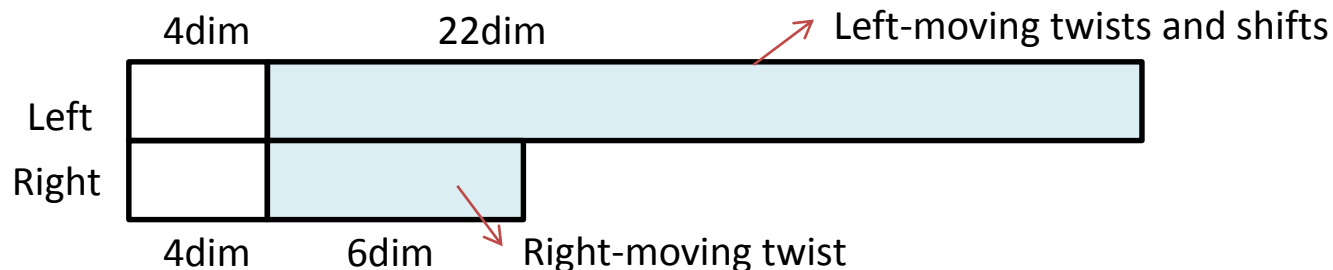 4dim 22dim Left-moving twists and shifts
Left
Right
4dim 6dim Right-moving twist